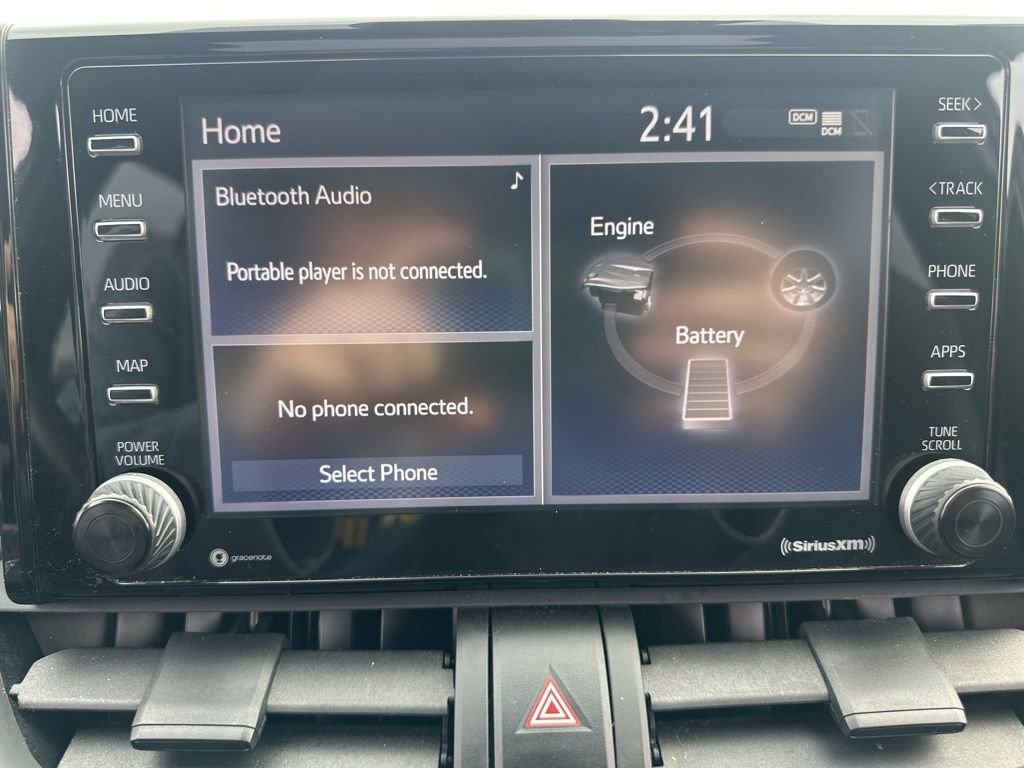 HOME
MENU
AUDIO
MAP
POWER
VOLUME
Home
2:41
DCM
DCM
Bluetooth Audio
Portable player is not connected.
No phone connected.
Select Phone
Engine
Battery
gracenote
((SiriusXM))
SEEK >
< TRACK
PHONE
APPS
TUNE
SCROLL